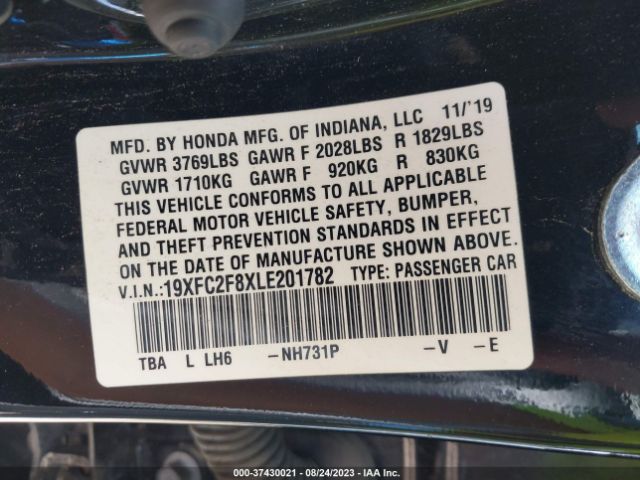 MFD. BY HONDA MFG. OF INDIANA, LLC 11/'19
GVWR 3769LBS GAWR F 2028LBS R 1829LBS
GVWR 1710KG GAWR F 920KG R 830KG
THIS VEHICLE CONFORMS TO ALL APPLICABLE
FEDERAL MOTOR VEHICLE SAFETY, BUMPER,
AND THEFT PREVENTION STANDARDS IN EFFECT
ON THE DATE OF MANUFACTURE SHOWN ABOVE.
V.I.N.:19XFC2F8XLE201782 TYPE: PASSENGER CAR
TBA L LH6 -NH731P -V -E
000-37430021 - 08/24/2023 - IAA Inc.